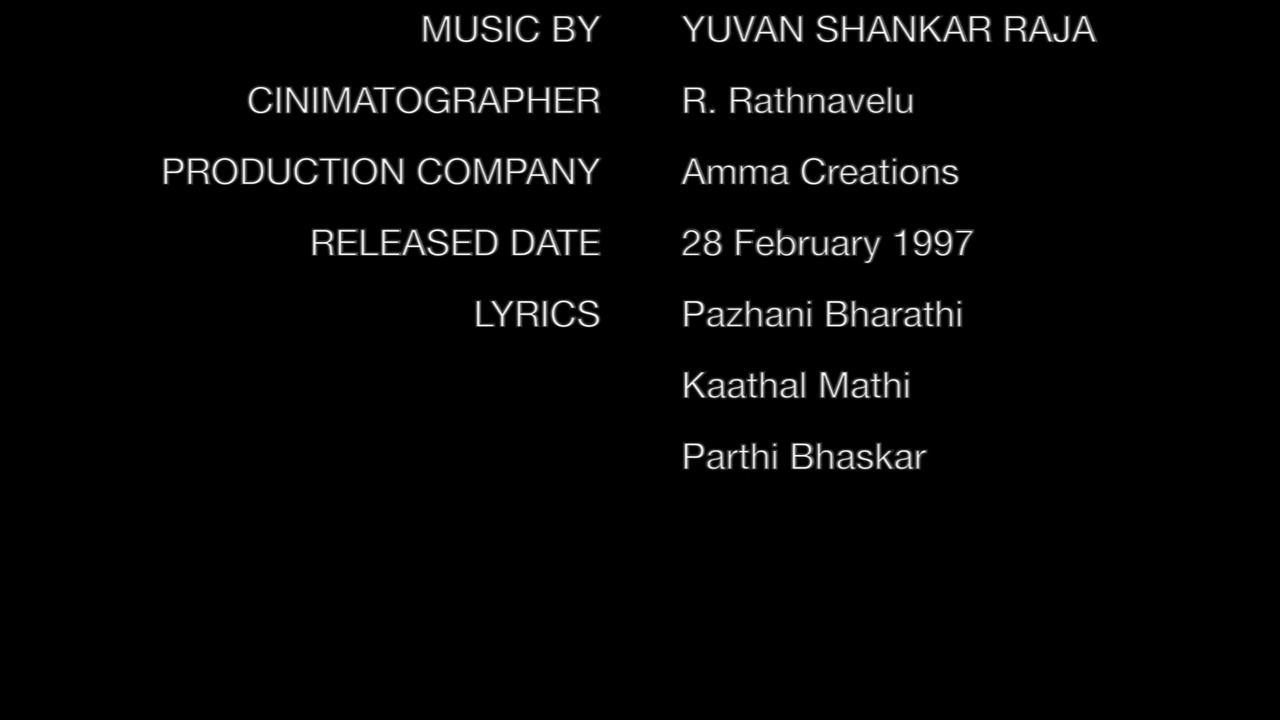 MUSIC BY YUVAN SHANKAR RAJA
CINIMATOGRAPHER R. Rathnavelu
PRODUCTION COMPANY Amma Creations
RELEASED DATE 28 February 1997
LYRICS Pazhani Bharathi
Kaathal Mathi
Parthi Bhaskar